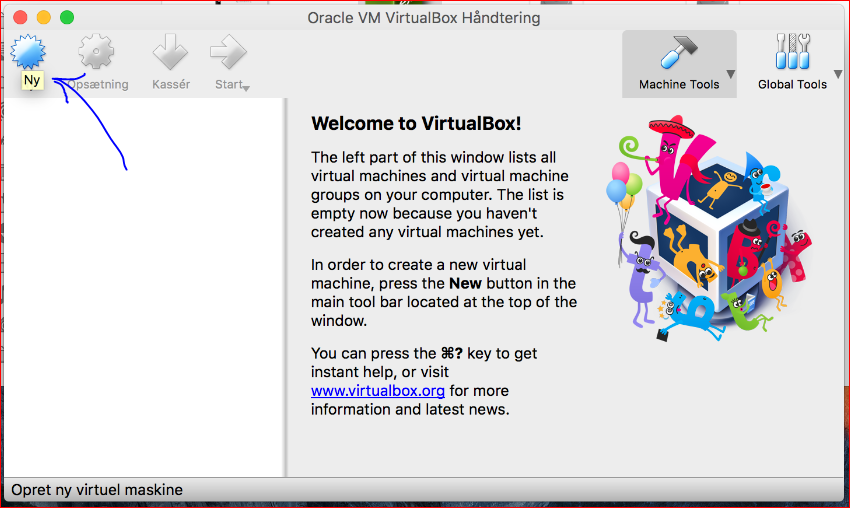 Oracle VM VirtualBox Håndtering
Ny
Opsætning
Kassér
Start
Machine Tools
Global Tools
Welcome to VirtualBox!
The left part of this window lists all
virtual machines and virtual machine
groups on your computer. The list is
empty now because you haven't
created any virtual machines yet.
In order to create a new virtual
machine, press the New button in the
main tool bar located at the top of the
window.
You can press the ⌘? key to get
instant help, or visit
www.virtualbox.org for more
information and latest news.
Opret ny virtuel maskine